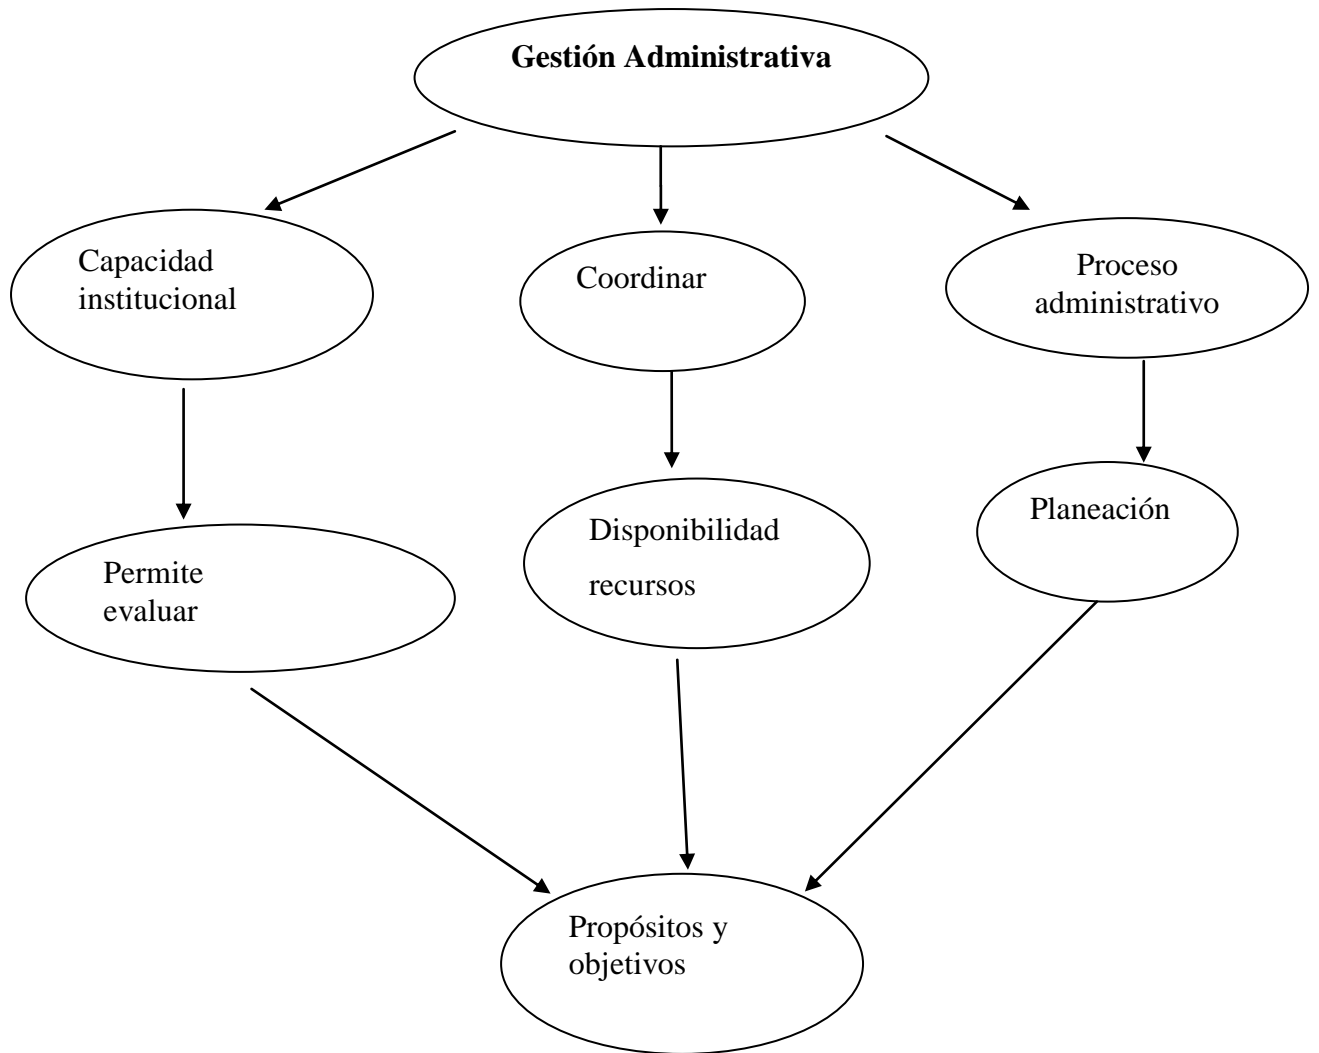 Gestión Administrativa
Capacidad
institucional
Coordinar
Proceso
administrativo
Permite
evaluar
Disponibilidad
recursos
Planeación
Propósitos y
objetivos